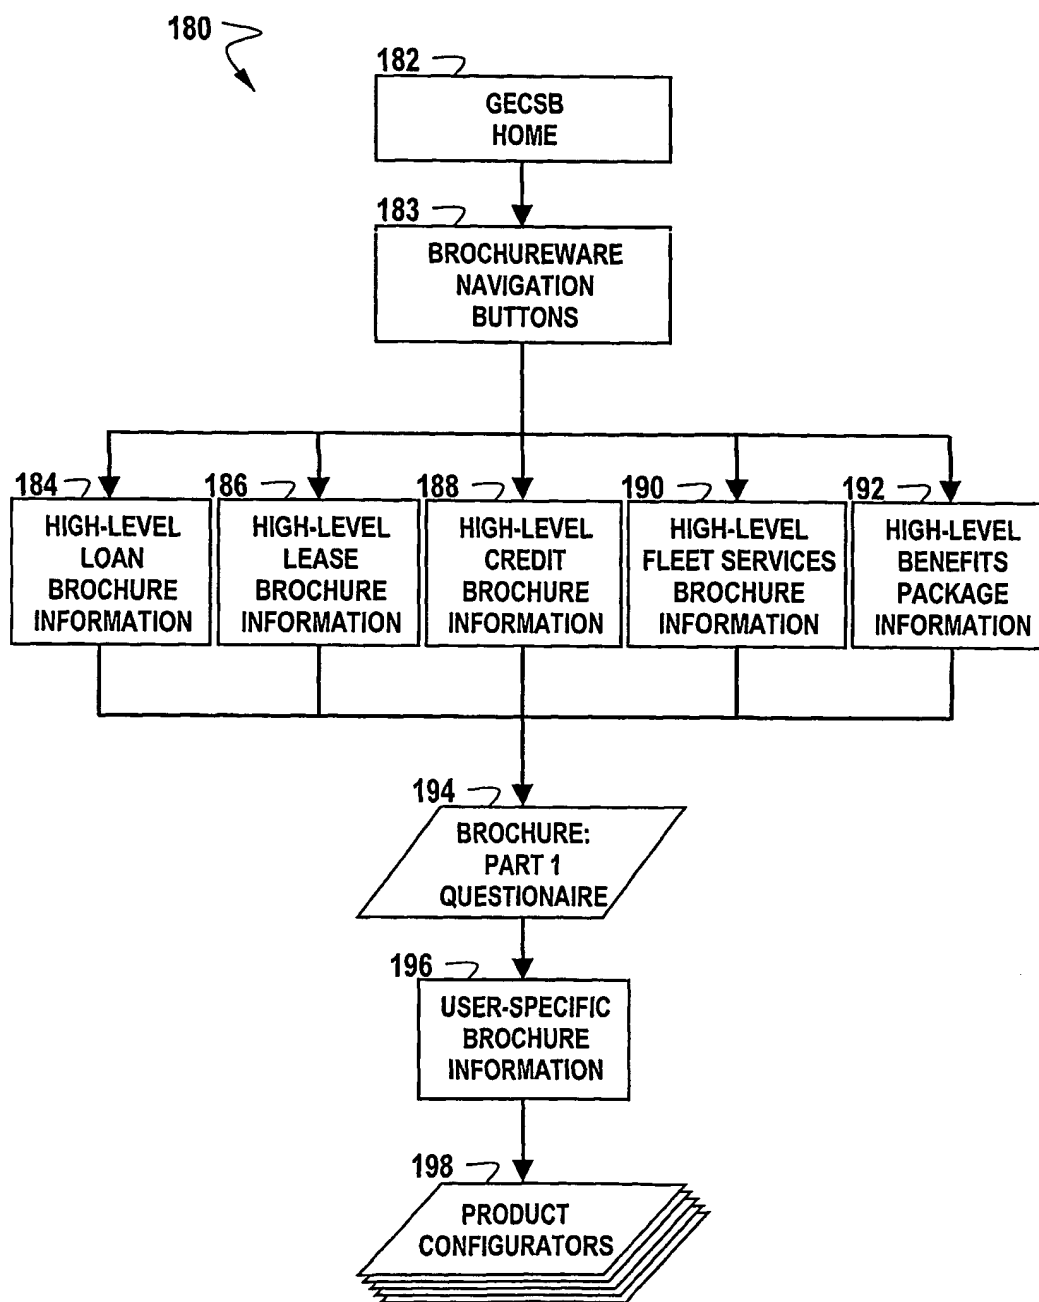 180
182
GECSB
HOME
183
BROCHUREWARE
NAVIGATION
BUTTONS
184
HIGH-LEVEL
LOAN
BROCHURE
INFORMATION
186
HIGH-LEVEL
LEASE
BROCHURE
INFORMATION
188
HIGH-LEVEL
CREDIT
BROCHURE
INFORMATION
190
HIGH-LEVEL
FLEET SERVICES
BROCHURE
INFORMATION
192
HIGH-LEVEL
BENEFITS
PACKAGE
INFORMATION
194
BROCHURE:
PART 1
QUESTIONAIRE
196
USER-SPECIFIC
BROCHURE
INFORMATION
198
PRODUCT
CONFIGURATORS